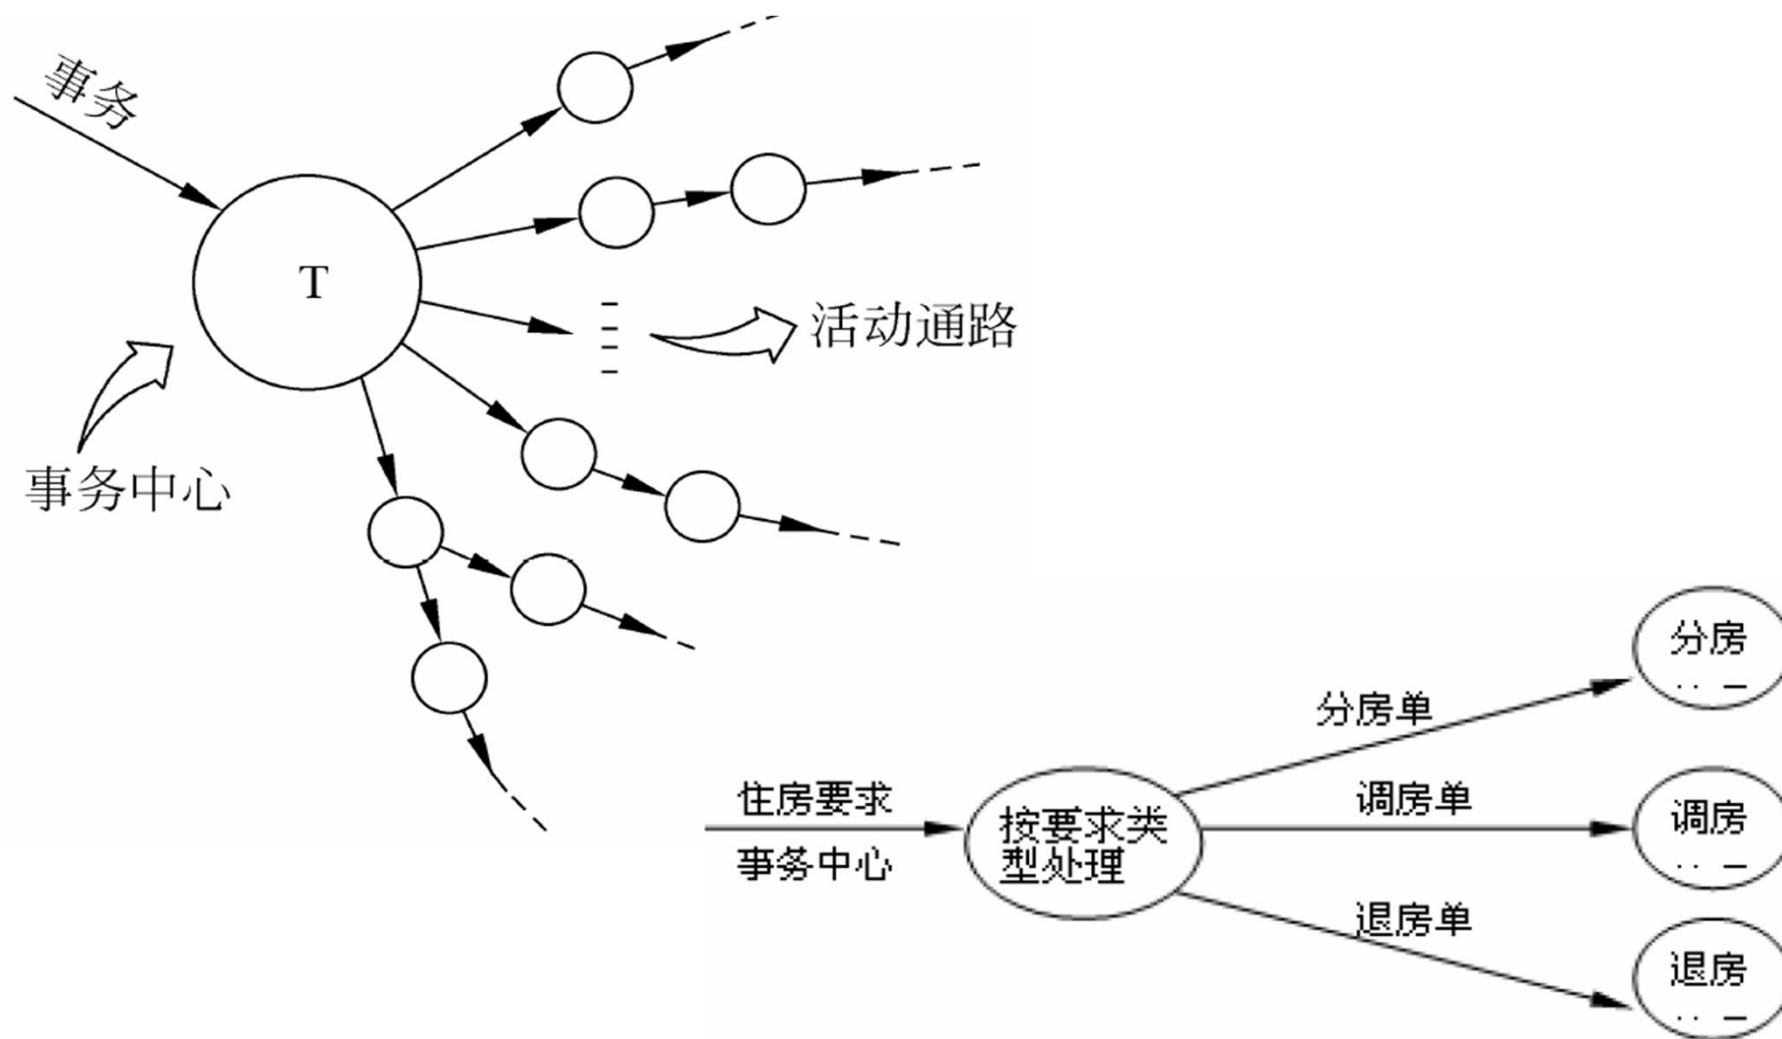 事务
T
活动通路
事务中心
分房
分房单
住房要求
调房单
按要求类
型处理
调房
事务中心
退房单
退房